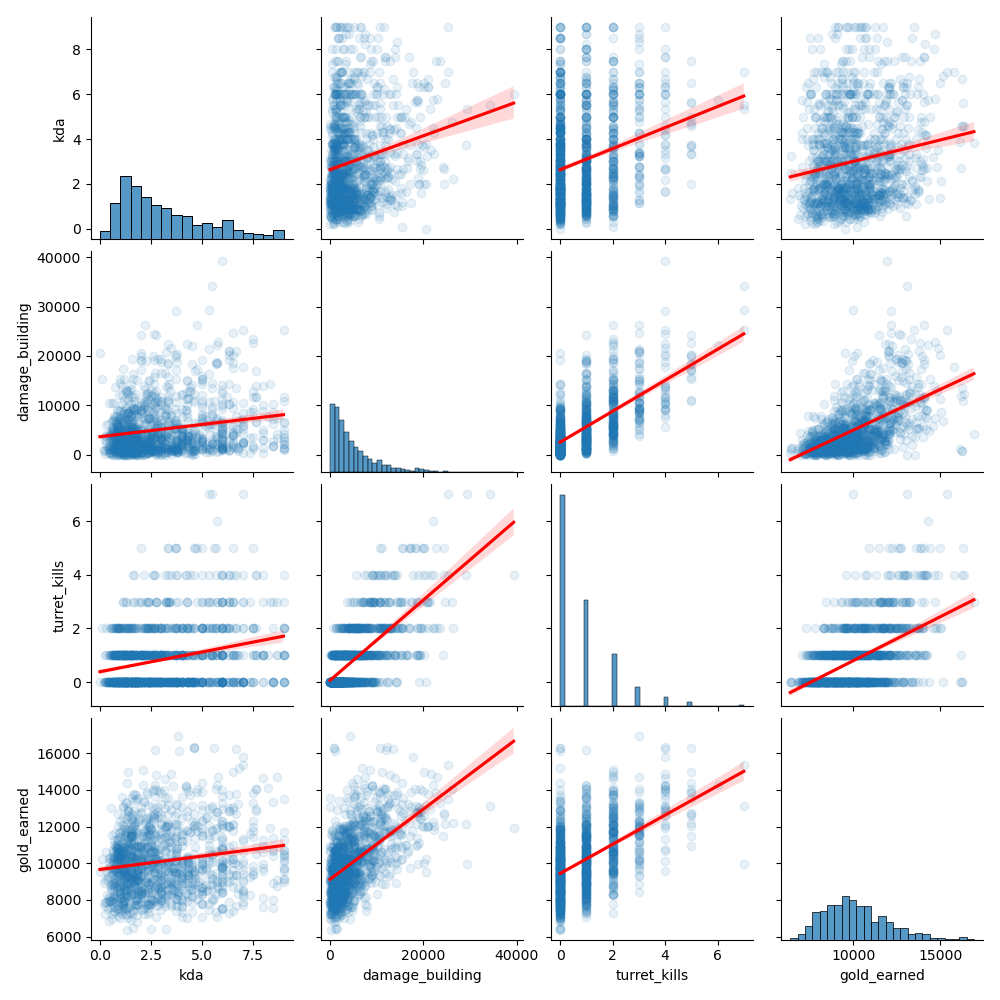 8
6
4
2
0
kda
40000
30000
20000
10000
0
damage_building
6
4
2
0
turret_kills
16000
14000
12000
10000
8000
6000
gold_earned
0.0 2.5 5.0 7.5
kda
0 20000 40000
damage_building
0 2 4 6
turret_kills
10000 15000
gold_earned